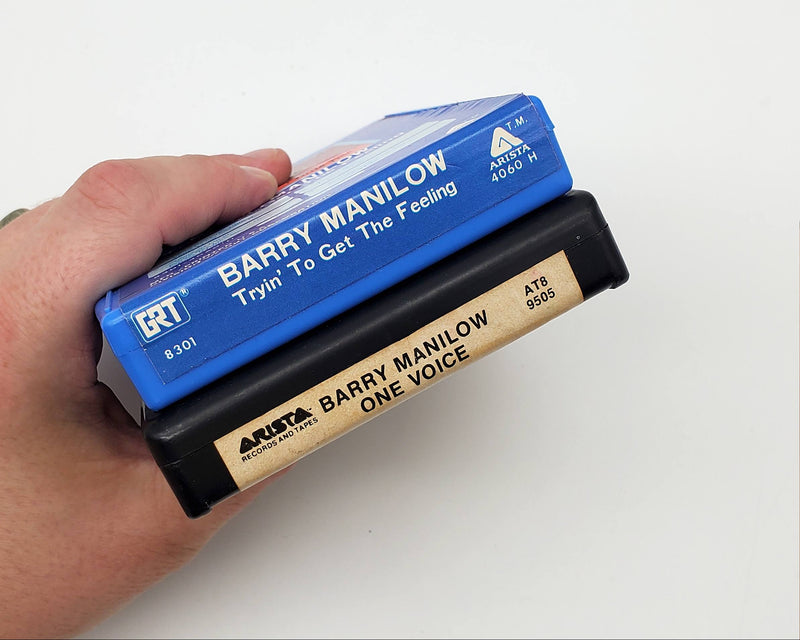 T.M.
ARISTA
4060 H
BARRY MANILOW
Tryin' To Get The Feeling
GRT®
8301
AT8
9505
BARRY MANILOW
ONE VOICE
ARISTA™
RECORDS AND TAPES